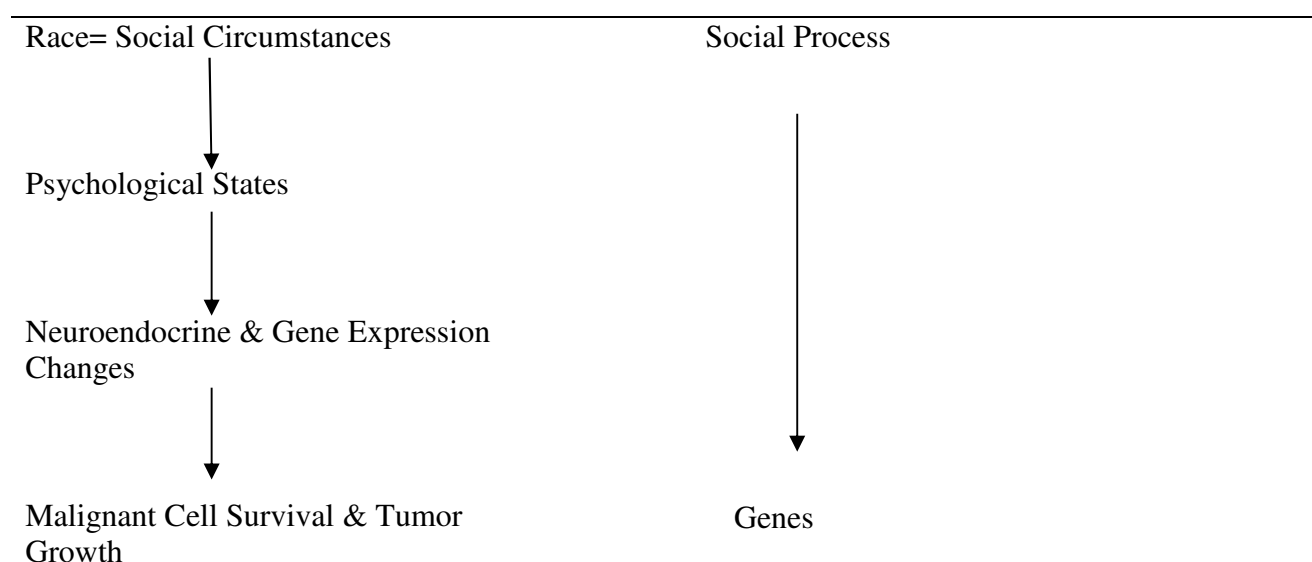 Race= Social Circumstances
Social Process
Psychological States
Neuroendocrine & Gene Expression
Changes
Malignant Cell Survival & Tumor
Growth
Genes